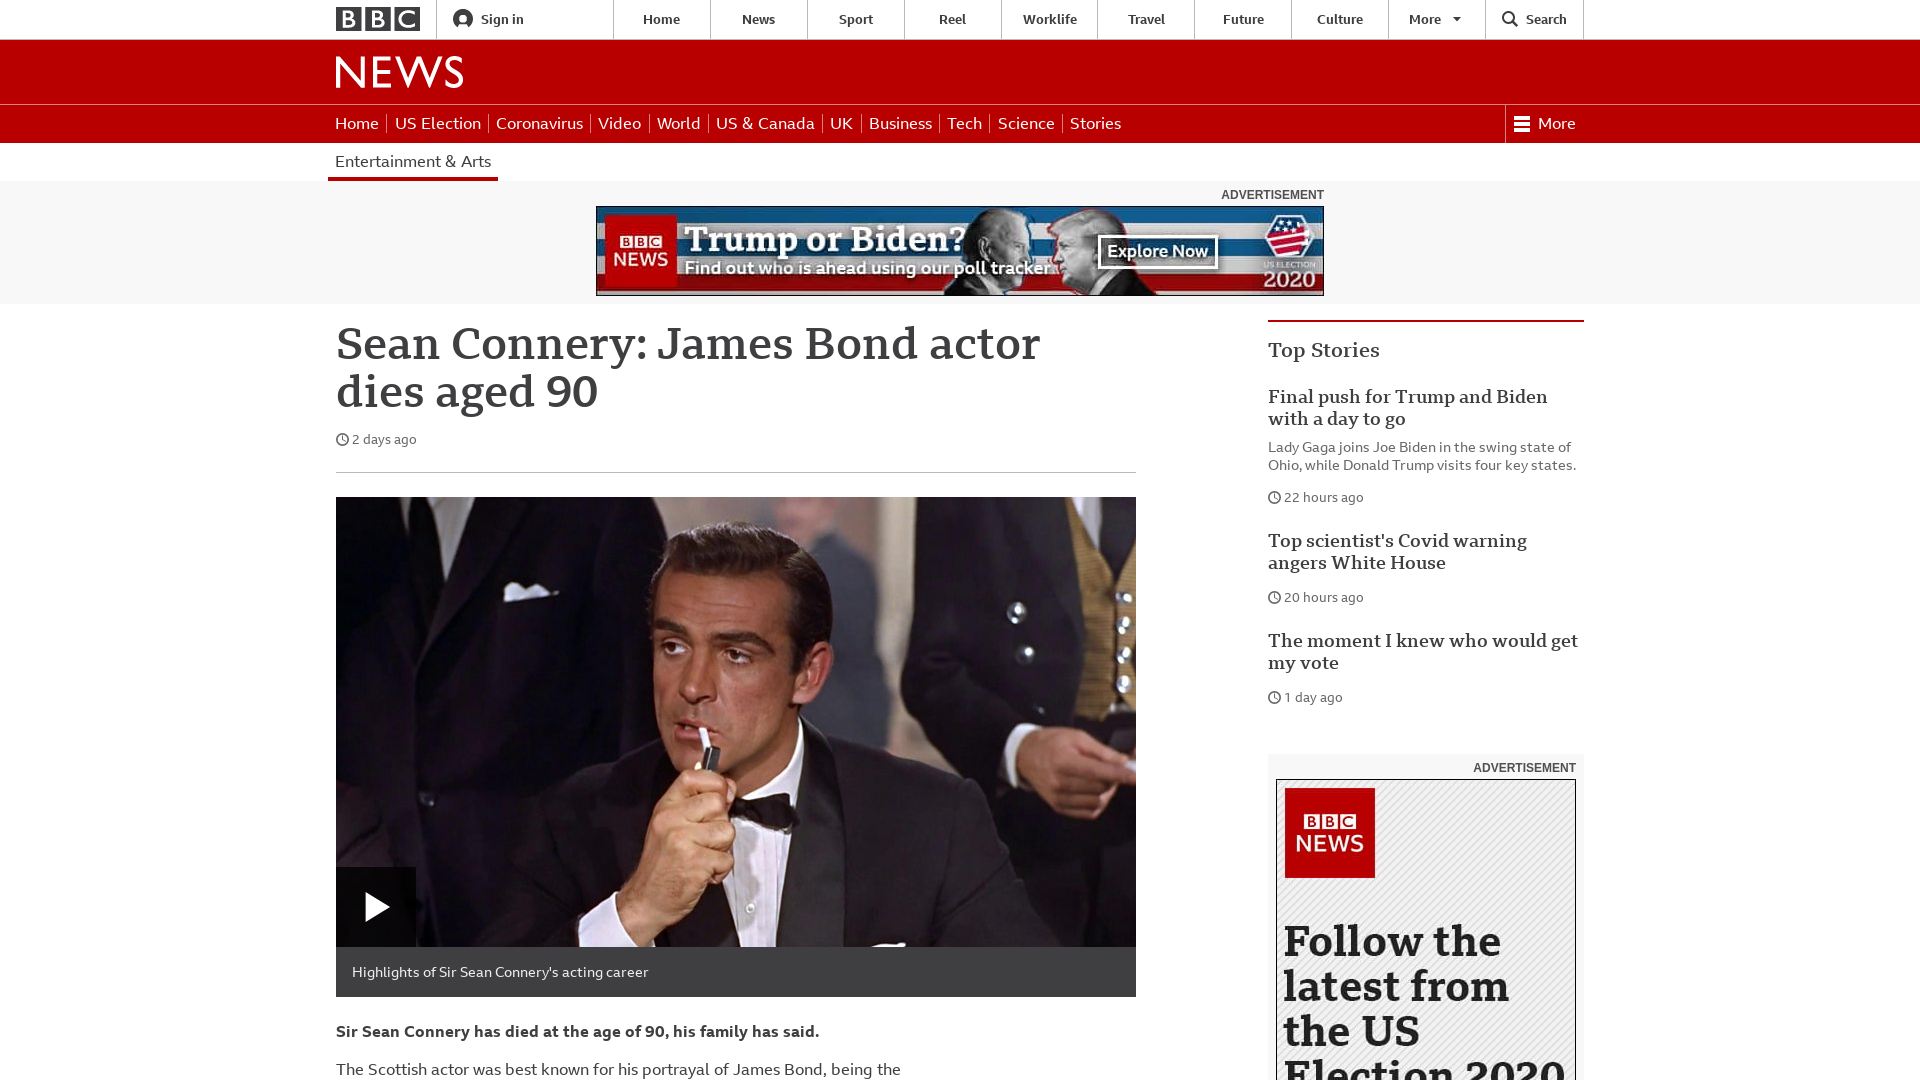 BBC
Sign in
Home
News
Sport
Reel
Worklife
Travel
Future
Culture
More
Search
NEWS
Home
US Election
Coronavirus
Video
World
US & Canada
UK
Business
Tech
Science
Stories
More
Entertainment & Arts
ADVERTISEMENT
BBC
NEWS
Trump or Biden?
Find out who is ahead using our poll tracker
Explore Now
US ELECTION
2020
Sean Connery: James Bond actor
dies aged 90
2 days ago
Highlights of Sir Sean Connery's acting career
Sir Sean Connery has died at the age of 90, his family has said.
The Scottish actor was best known for his portrayal of James Bond, being the
Top Stories
Final push for Trump and Biden
with a day to go
Lady Gaga joins Joe Biden in the swing state of
Ohio, while Donald Trump visits four key states.
22 hours ago
Top scientist's Covid warning
angers White House
20 hours ago
The moment I knew who would get
my vote
1 day ago
ADVERTISEMENT
BBC
NEWS
Follow the
latest from
the US
Election 2020